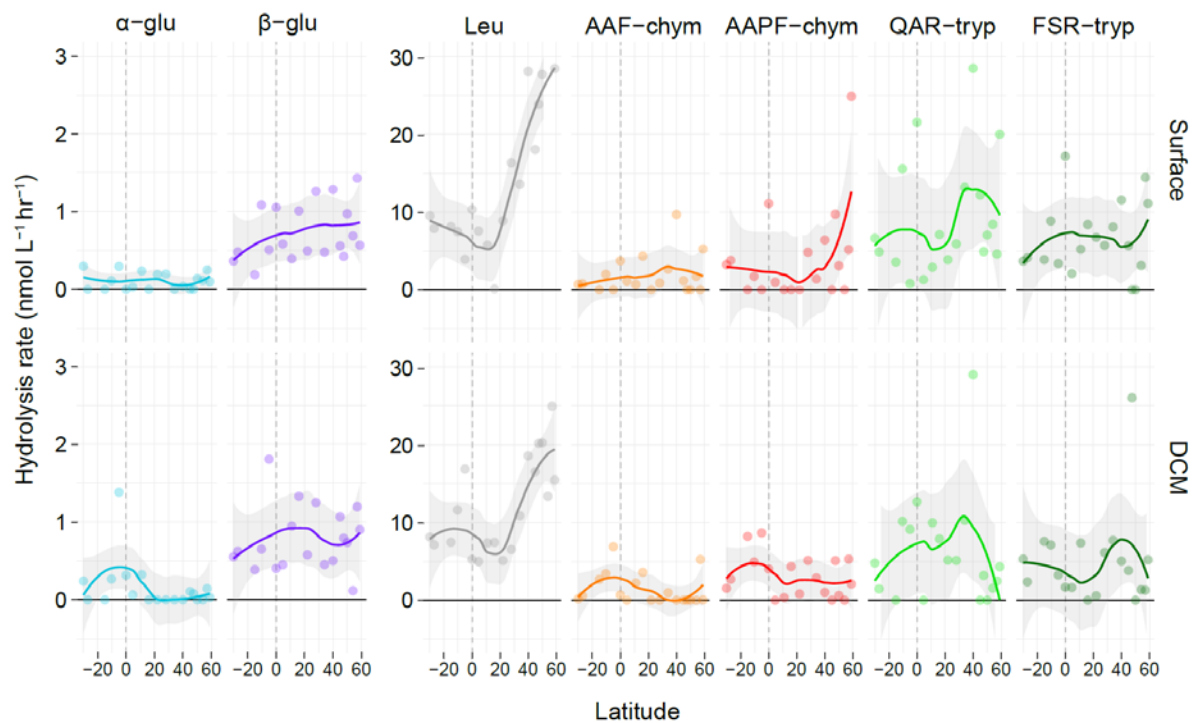 α−glu β−glu Leu AAF−chym AAPF−chym QAR−tryp FSR−tryp
3 30
2 20
1 10
0 0
Surface
3 30
2 20
1 10
0 0
DCM
Hydrolysis rate (nmol L⁻¹ hr⁻¹)
−20 0 20 40 60 −20 0 20 40 60 −20 0 20 40 60 −20 0 20 40 60 −20 0 20 40 60 −20 0 20 40 60 −20 0 20 40 60
Latitude